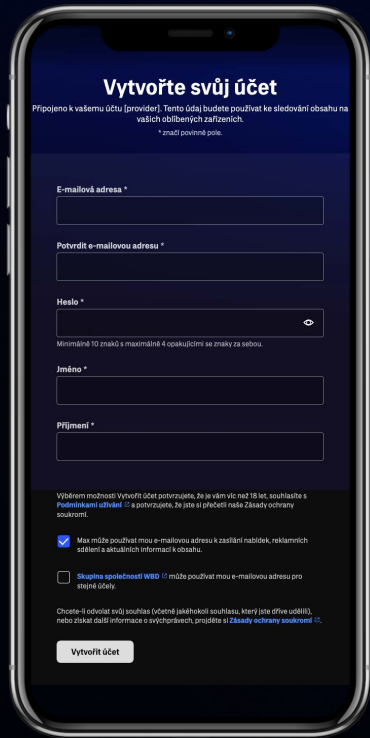 Vytvořte svůj účet
Připojeno k vašemu účtu [provider]. Tento údaj budete používat ke sledování obsahu na
vašich oblíbených zařízeních.
* značí povinné pole.
E-mailová adresa *
Potvrdit e-mailovou adresu *
Heslo *
Minimálně 10 znaků s maximálně 4 opakujícími se znaky za sebou.
Jméno *
Příjmení *
Výběrem možnosti Vytvořit účet potvrzujete, že je vám víc než 18 let, souhlasíte s
Podmínkami užívání a potvrzujete, že jste si přečetli naše Zásady ochrany
soukromí.
Max může používat mou e-mailovou adresu k zasílání nabídek, reklamních
sdělení a aktuálních informací k obsahu.
Skupina společností WBD může používat mou e-mailovou adresu pro
stejné účely.
Chcete-li odvolat svůj souhlas (včetně jakéhokoli souhlasu, který jste dříve udělili),
nebo získat další informace o svýchprávech, projděte si Zásady ochrany soukromí.
Vytvořit účet